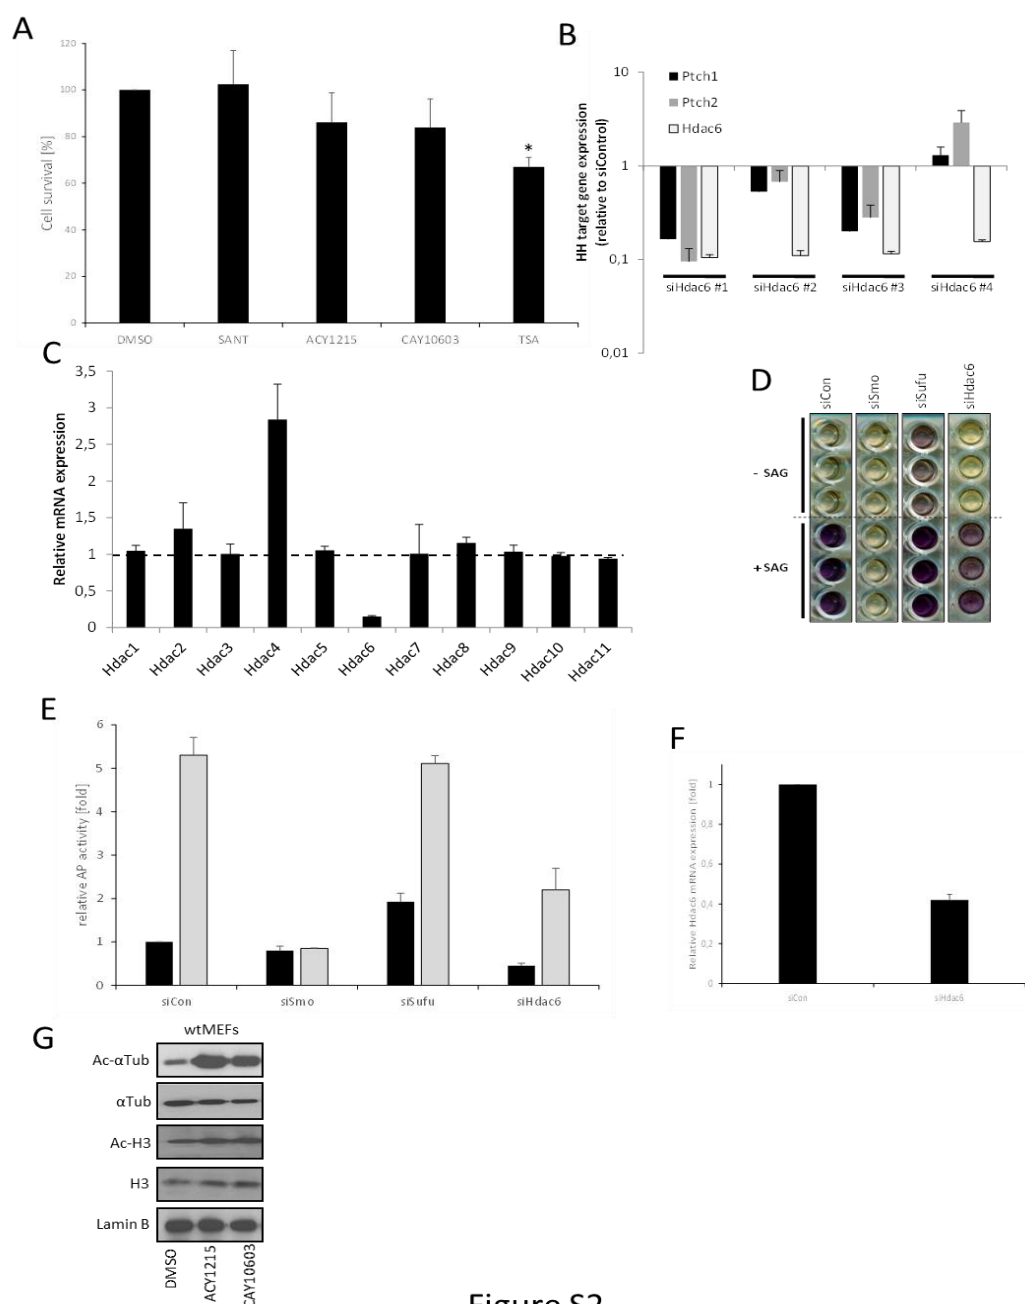 A
120
100
80
60
40
20
0
Cell survival [%]
*
DMSO
SANT
ACY1215
CAY10603
TSA
B
10
1
0,1
0,01
HH target gene expression
(relative to siControl)
Ptch1
Ptch2
Hdac6
siHdac6 #1
siHdac6 #2
siHdac6 #3
siHdac6 #4
C
3,5
3
2,5
2
1,5
1
0,5
0
Relative mRNA expression
Hdac1
Hdac2
Hdac3
Hdac4
Hdac5
Hdac6
Hdac7
Hdac8
Hdac9
Hdac10
Hdac11
D
siCon
siSmo
siSufu
siHdac6
- SAG
+SAG
E
6
5
4
3
2
1
0
relative AP activity [fold]
siCon
siSmo
siSufu
siHdac6
F
1
0,8
0,6
0,4
0,2
0
Relative Hdac6 mRNA expression [fold]
siCon
siHdac6
G
wtMEFs
Ac-αTub
αTub
Ac-H3
H3
Lamin B
DMSO
ACY1215
CAY10603
Figure S2